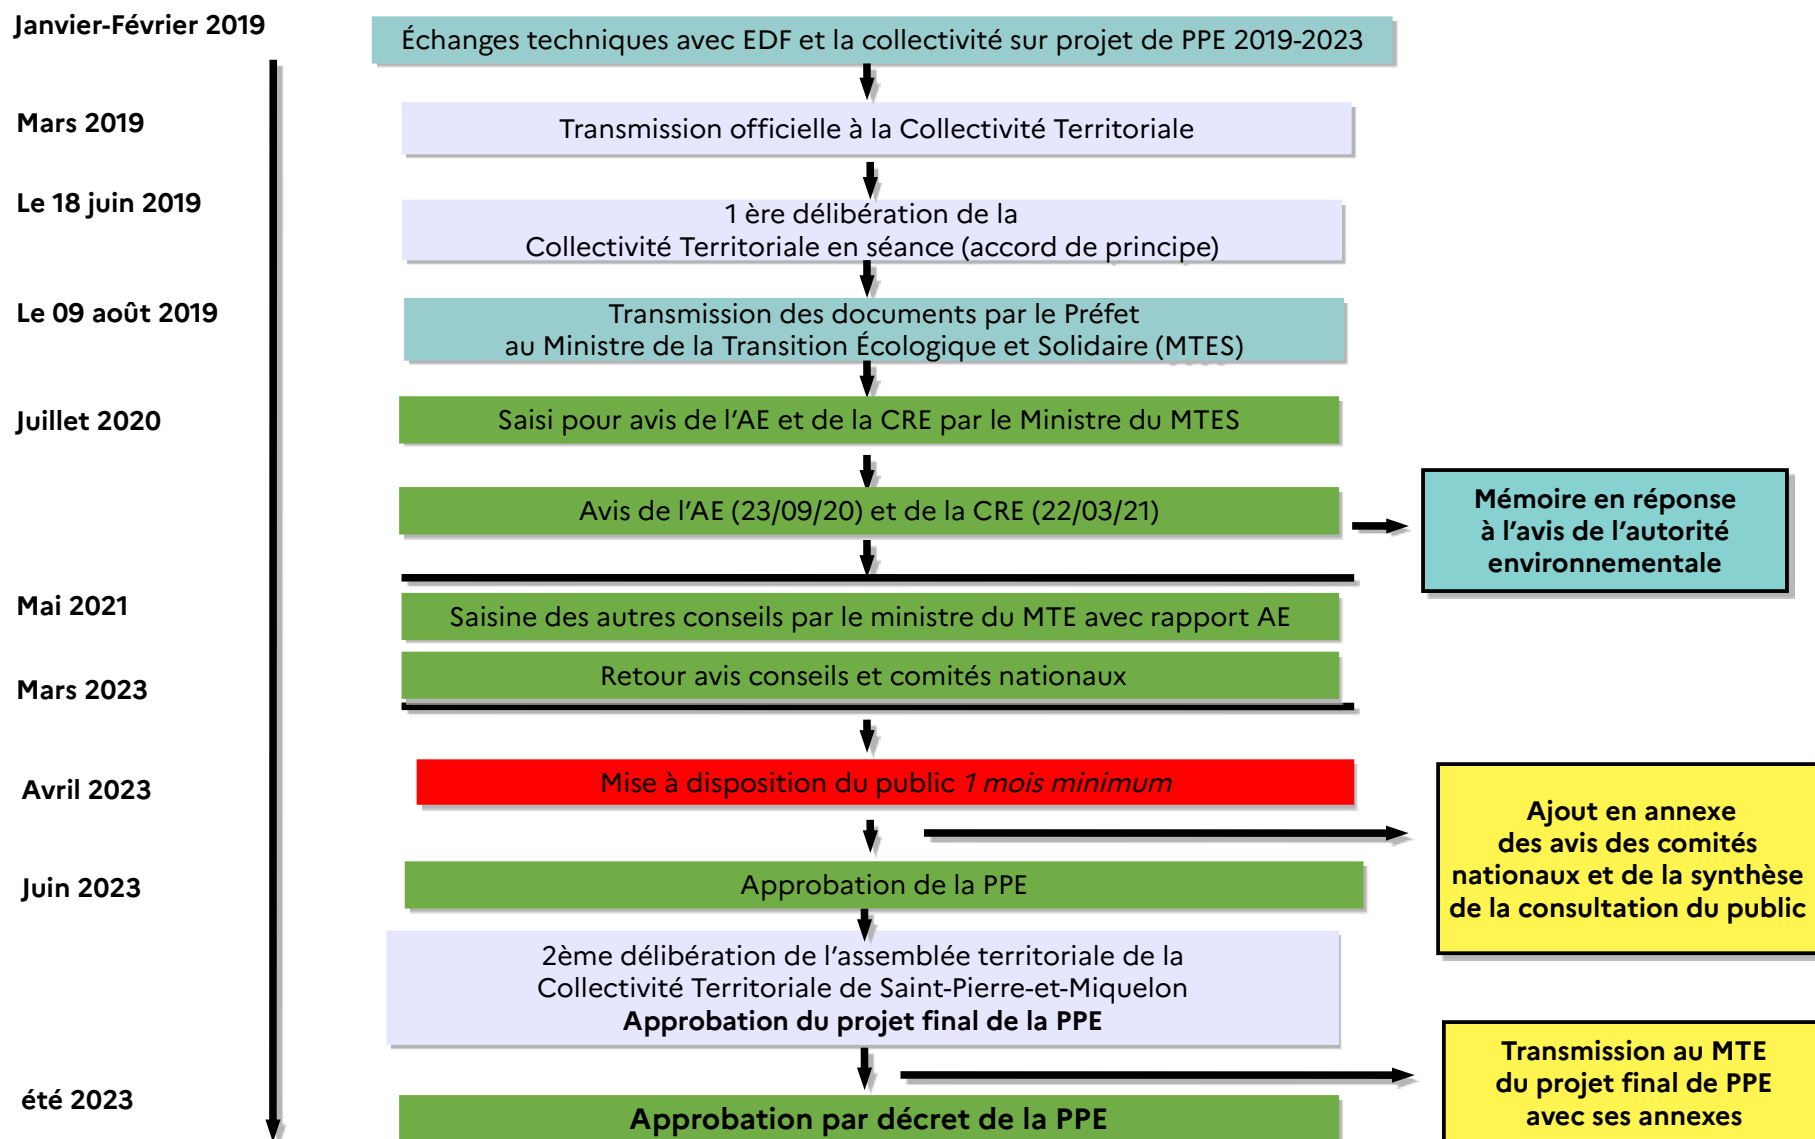 Janvier-Février 2019
Échanges techniques avec EDF et la collectivité sur projet de PPE 2019-2023
Mars 2019
Transmission officielle à la Collectivité Territoriale
Le 18 juin 2019
1 ère délibération de la
Collectivité Territoriale en séance (accord de principe)
Le 09 août 2019
Transmission des documents par le Préfet
au Ministre de la Transition Écologique et Solidaire (MTES)
Juillet 2020
Saisi pour avis de l'AE et de la CRE par le Ministre du MTES
Avis de l'AE (23/09/20) et de la CRE (22/03/21)
Mémoire en réponse
à l'avis de l'autorité
environnementale
Mai 2021
Saisine des autres conseils par le ministre du MTE avec rapport AE
Mars 2023
Retour avis conseils et comités nationaux
Avril 2023
Mise à disposition du public 1 mois minimum
Ajout en annexe
des avis des comités
nationaux et de la synthèse
de la consultation du public
Juin 2023
Approbation de la PPE
2ème délibération de l'assemblée territoriale de la
Collectivité Territoriale de Saint-Pierre-et-Miquelon
Approbation du projet final de la PPE
Transmission au MTE
du projet final de PPE
avec ses annexes
été 2023
Approbation par décret de la PPE